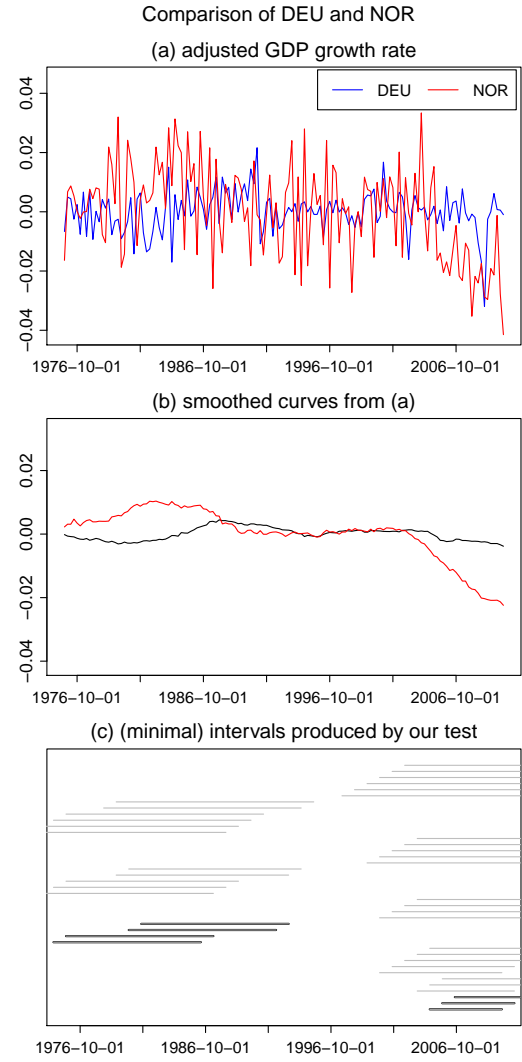 Comparison of DEU and NOR
(a) adjusted GDP growth rate
DEU NOR
0.04
0.02
0.00
−0.02
−0.04
1976−10−01 1986−10−01 1996−10−01 2006−10−01
(b) smoothed curves from (a)
0.02
0.00
−0.02
−0.04
1976−10−01 1986−10−01 1996−10−01 2006−10−01
(c) (minimal) intervals produced by our test
1976−10−01 1986−10−01 1996−10−01 2006−10−01